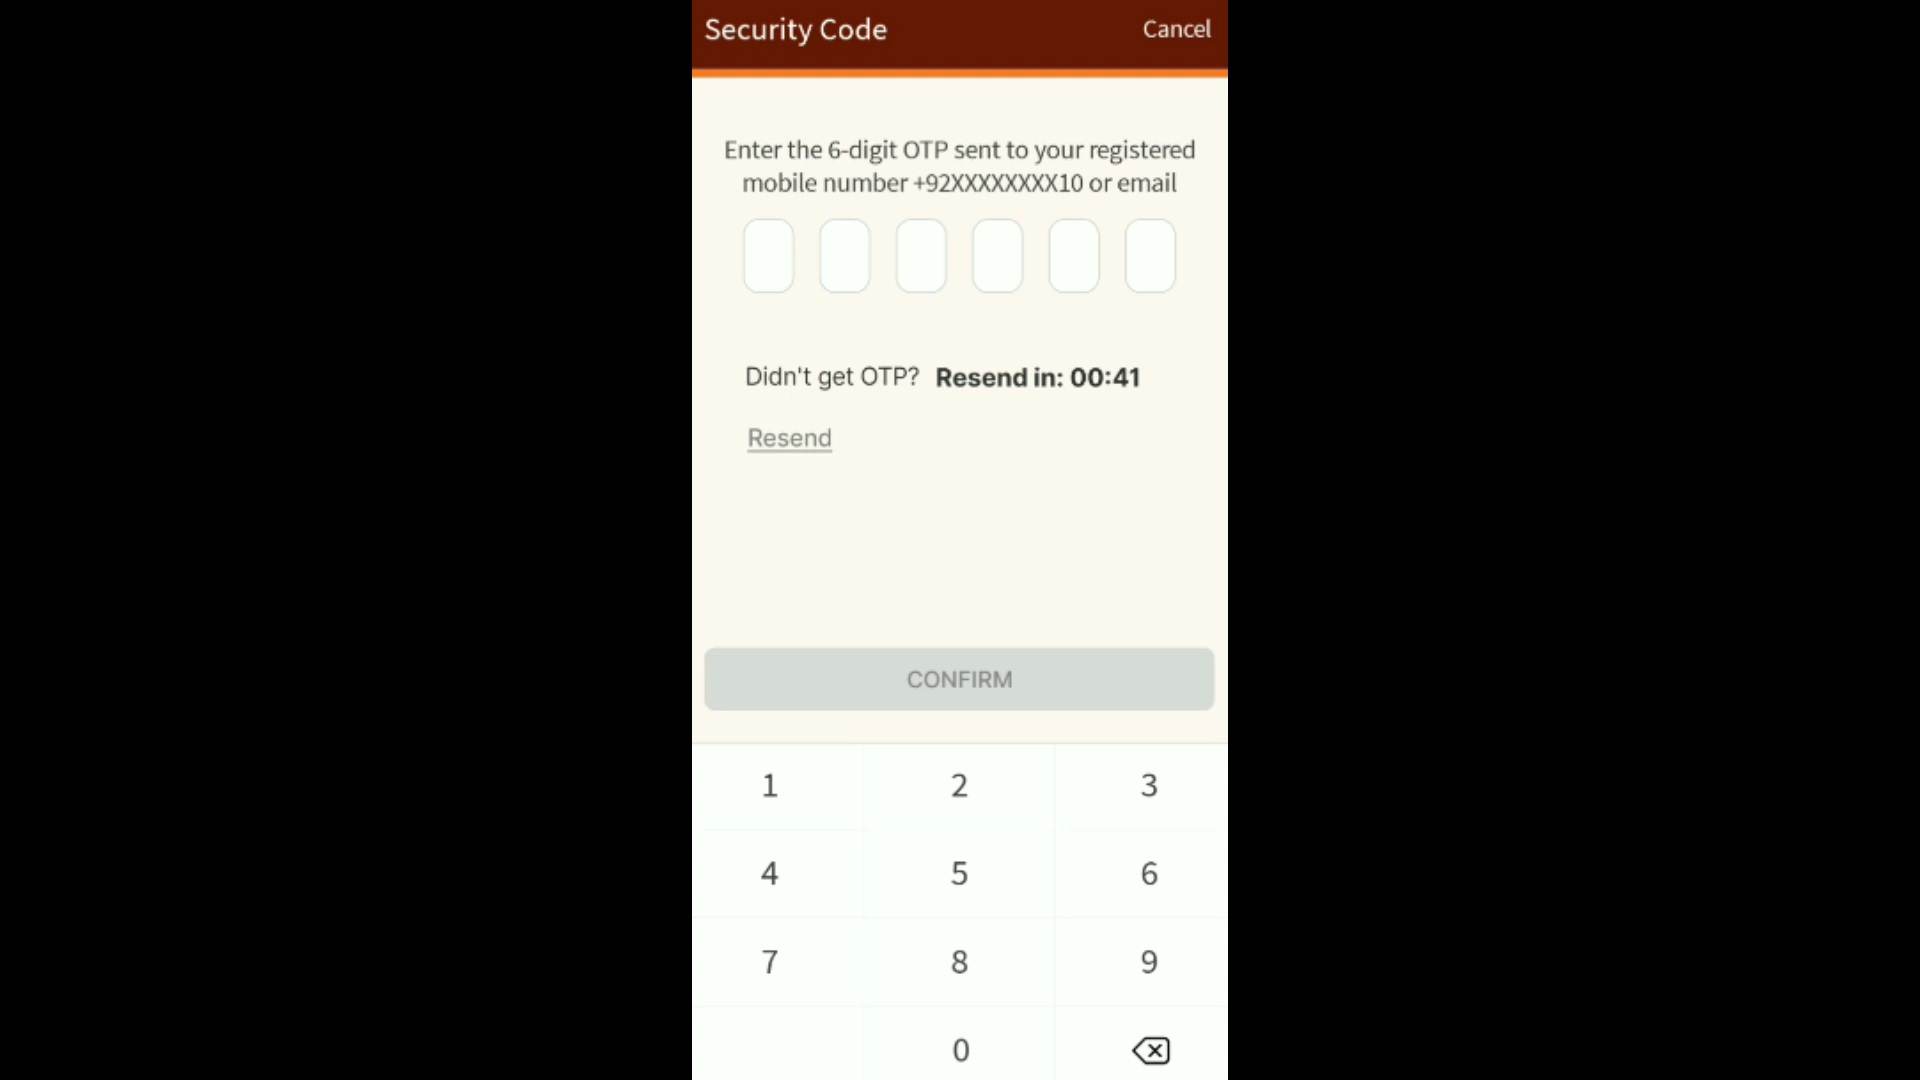 Security Code
Cancel
Enter the 6-digit OTP sent to your registered
mobile number +92XXXXXXXX10 or email
Didn't get OTP? Resend in: 00:41
Resend
CONFIRM
1 2 3
4 5 6
7 8 9
0